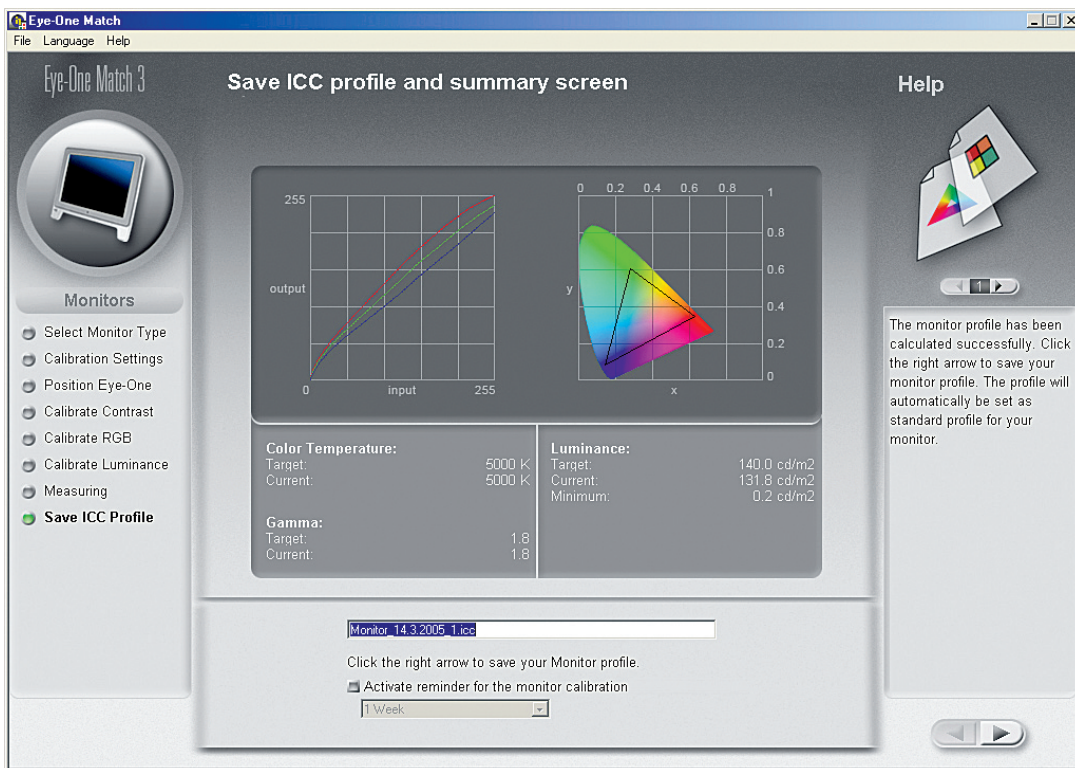 Eye-One Match
File Language Help
Eye-One Match 3
Monitors
Select Monitor Type
Calibration Settings
Position Eye-One
Calibrate Contrast
Calibrate RGB
Calibrate Luminance
Measuring
Save ICC Profile
Save ICC profile and summary screen
255
output
0 input 255
0 0.2 0.4 0.6 0.8 1
0.8
0.6
y
0.4
0.2
0
x
Color Temperature:
Target: 5000 K
Current: 5000 K
Gamma:
Target: 1.8
Current: 1.8
Luminance:
Target: 140.0 cd/m2
Current: 131.8 cd/m2
Minimum: 0.2 cd/m2
Monitor_14.3.2005_1.icc
Click the right arrow to save your Monitor profile.
Activate reminder for the monitor calibration
1 Week
Help
1
The monitor profile has been
calculated successfully. Click
the right arrow to save your
monitor profile. The profile will
automatically be set as
standard profile for your
monitor.